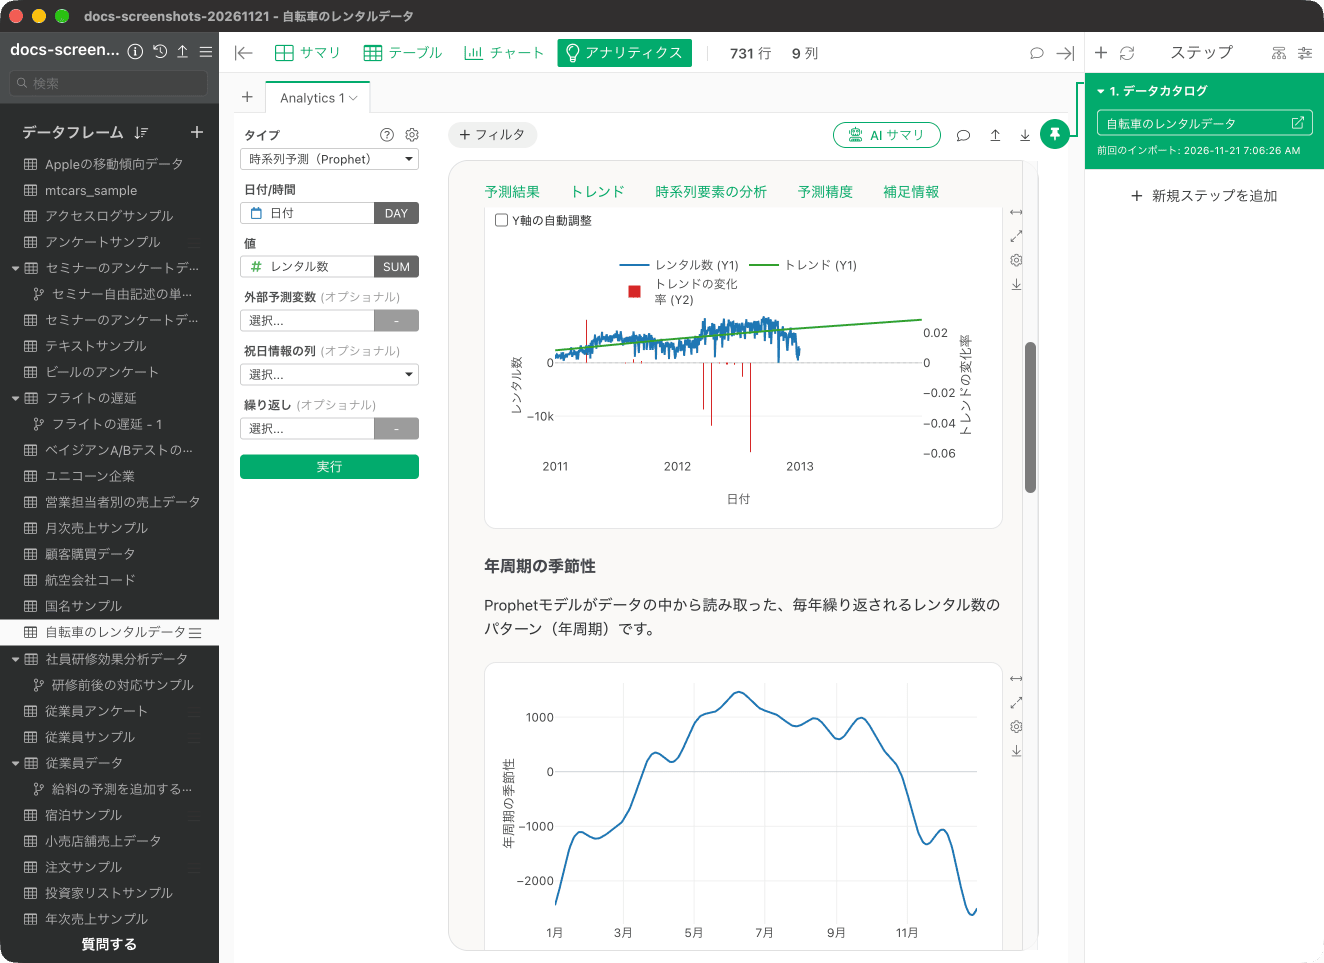 docs-screenshots-20261121 - 自転車のレンタルデータ
docs-screen...
検索
データフレーム
Appleの移動傾向データ
mtcars_sample
アクセスログサンプル
アンケートサンプル
セミナーのアンケートデ...
セミナー自由記述の単...
セミナーのアンケートデ...
テキストサンプル
ビールのアンケート
フライトの遅延
フライトの遅延 - 1
ベイジアンA/Bテストの...
ユニコーン企業
営業担当者別の売上データ
月次売上サンプル
顧客購買データ
航空会社コード
国名サンプル
自転車のレンタルデータ
社員研修効果分析データ
研修前後の対応サンプル
従業員アンケート
従業員サンプル
従業員データ
給料の予測を追加する...
宿泊サンプル
小売店舗売上データ
注文サンプル
投資家リストサンプル
年次売上サンプル
質問する
サマリ
テーブル
チャート
アナリティクス
731 行
9 列
Analytics 1
タイプ
時系列予測（Prophet）
日付/時間
日付
DAY
値
# レンタル数
SUM
外部予測変数 (オプショナル)
選択...
-
祝日情報の列 (オプショナル)
選択...
繰り返し (オプショナル)
選択...
-
実行
+ フィルタ
AI サマリ
予測結果
トレンド
時系列要素の分析
予測精度
補足情報
Y軸の自動調整
レンタル数 (Y1)
トレンド (Y1)
トレンドの変化
率 (Y2)
レンタル数
0
−10k
0.02
0
−0.02
−0.04
−0.06
トレンドの変化率
2011
2012
2013
日付
年周期の季節性
Prophetモデルがデータの中から読み取った、毎年繰り返されるレンタル数の
パターン（年周期）です。
年周期の季節性
1000
0
−1000
−2000
1月
3月
5月
7月
9月
11月
ステップ
1. データカタログ
自転車のレンタルデータ
前回のインポート: 2026-11-21 7:06:26 AM
+ 新規ステップを追加